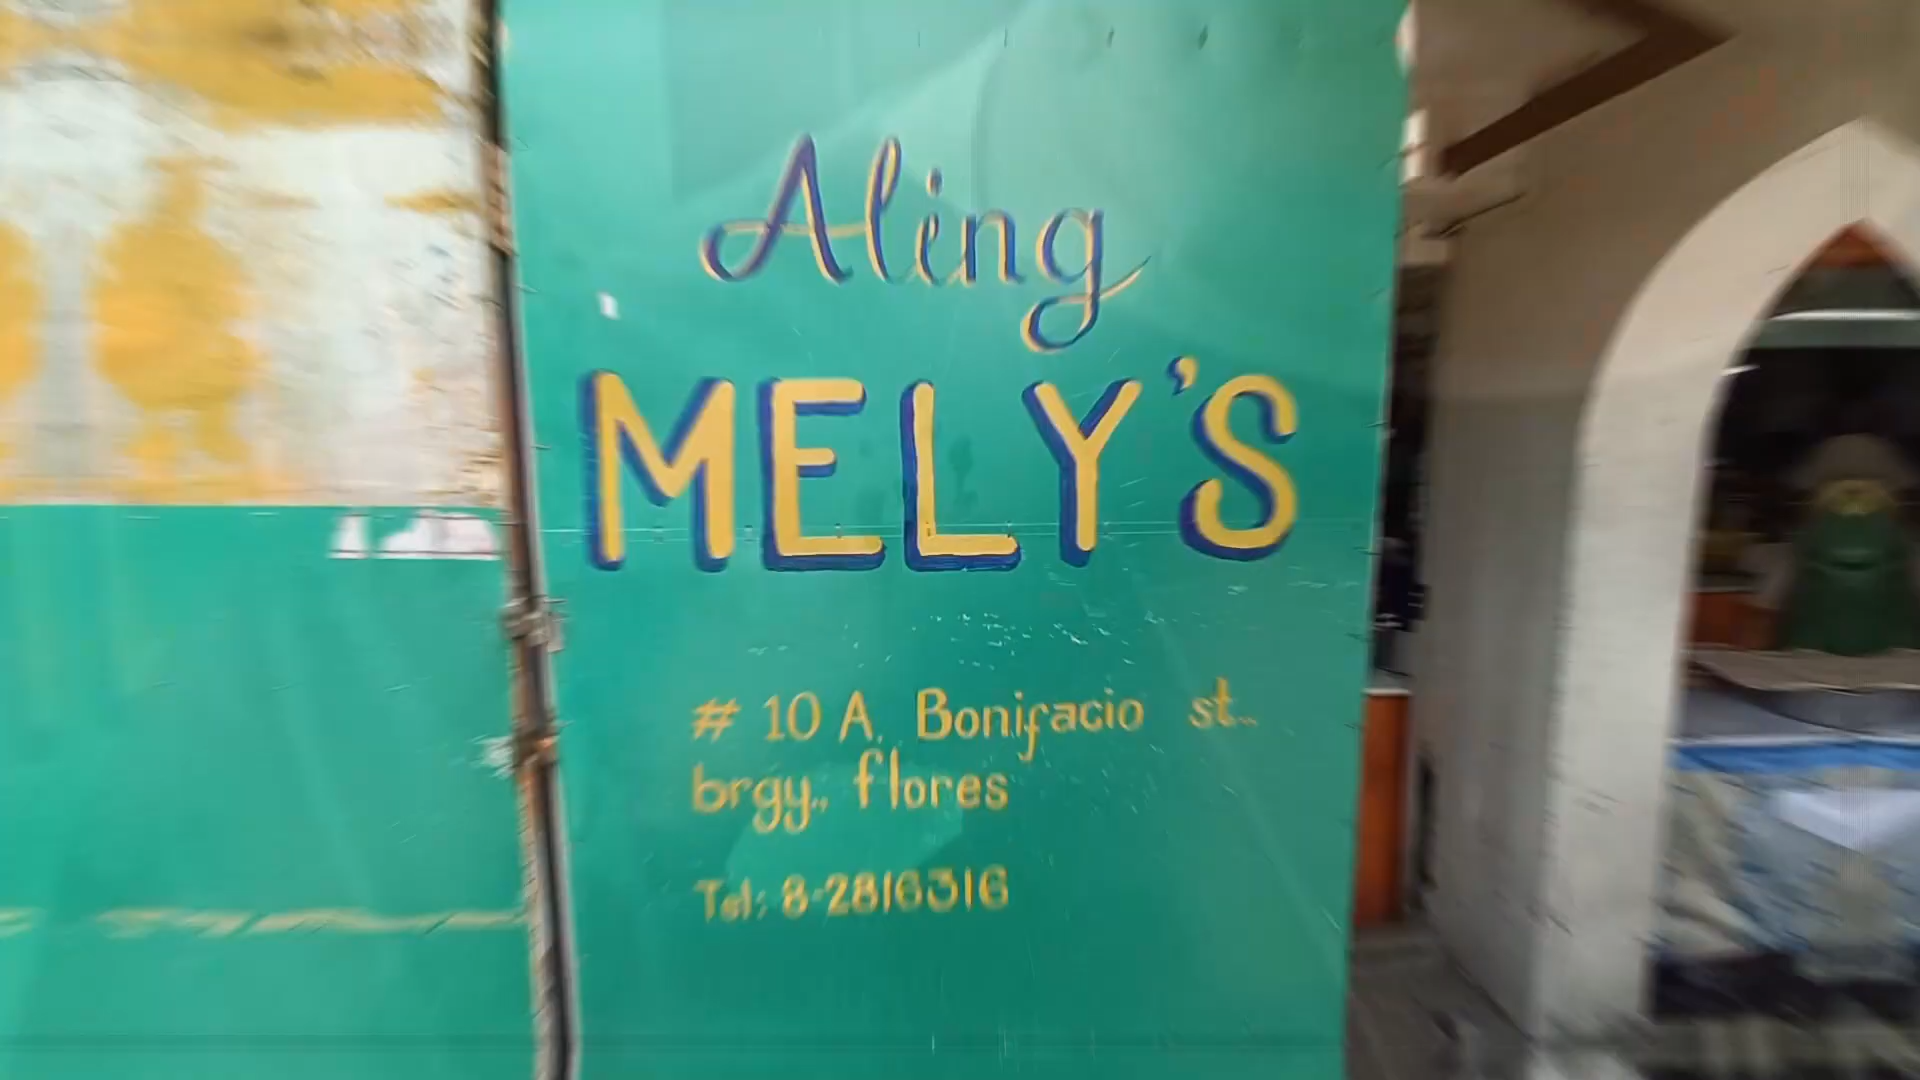 Aling
MELY'S
# 10 A. Bonifacio st..
brgy., flores
Tel: 8-2816316